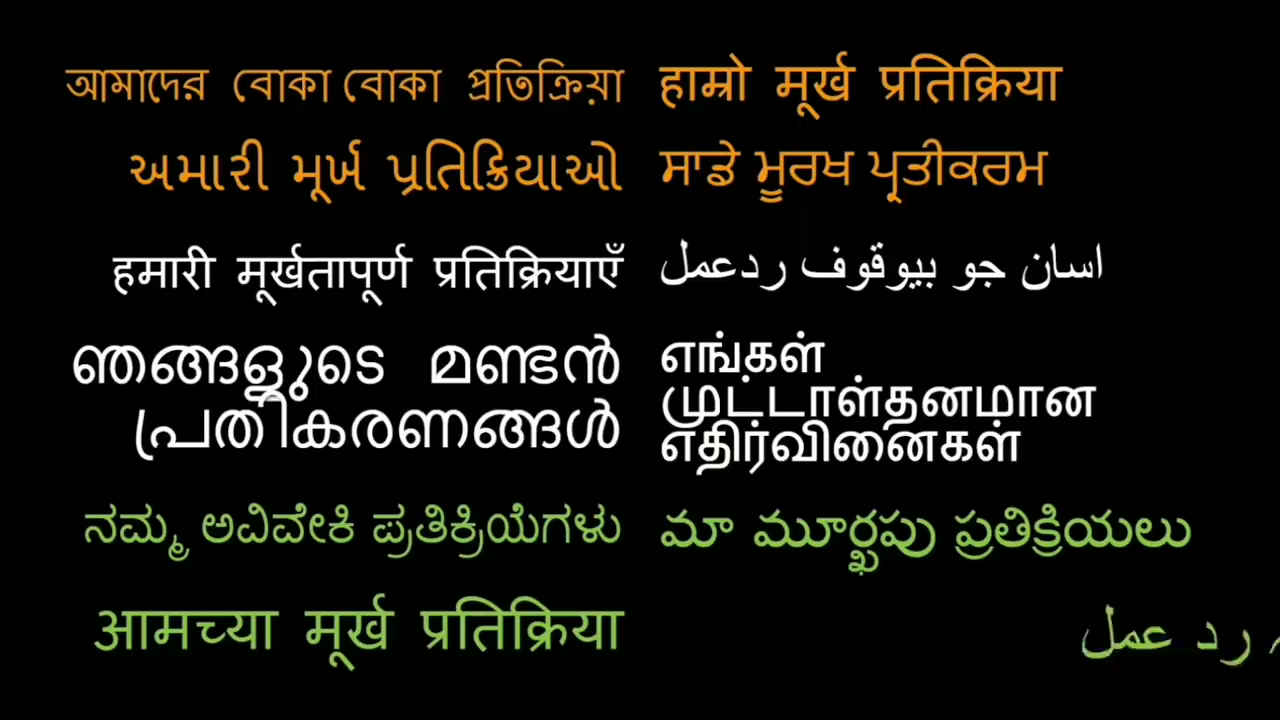 আমাদের বোকা বোকা প্রতিক্রিয়া
हाम्रो मूर्ख प्रतिक्रिया
અમારી મૂર્ખ પ્રતિક્રિયાઓ
ਸਾਡੇ ਮੂਰਖ ਪ੍ਰਤੀਕਰਮ
हमारी मूर्खतापूर्ण प्रतिक्रियाएँ
اسان جو بيوقوف ردعمل
ഞങ്ങളുടെ മണ്ടൻ
പ്രതികരണങ്ങൾ
எங்கள்
முட்டாள்தனமான
எதிர்வினைகள்
ನಮ್ಮ ಅವಿವೇಕಿ ಪ್ರತಿಕ್ರಿಯೆಗಳು
మా మూర్ఖపు ప్రతిక్రియలు
आमच्या मूर्ख प्रतिक्रिया
رد عمل